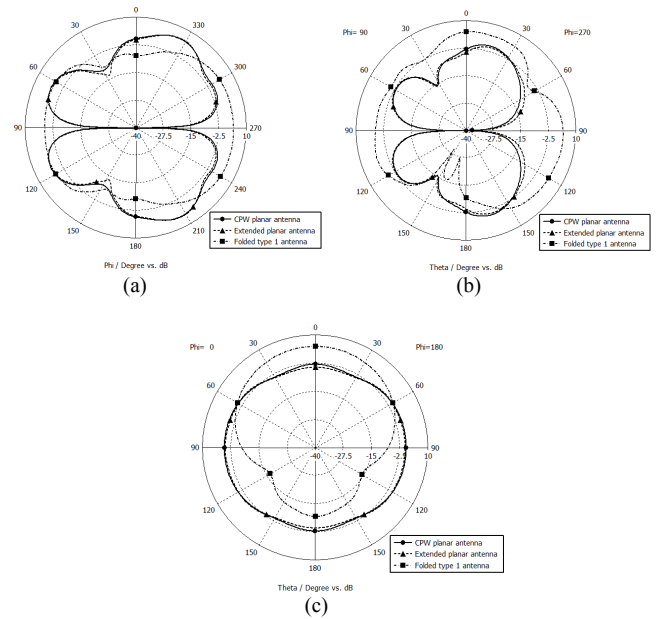 0
30
330
60
300
90
-40
-27.5
-15
-2.5
10
270
120
240
150
210
180
CPW planar antenna
Extended planar antenna
Folded type 1 antenna
Phi / Degree vs. dB
(a)
0
Phi= 90
30
30
Phi=270
60
60
90
-40
-27.5
-15
-2.5
10
90
120
120
150
150
180
CPW planar antenna
Extended planar antenna
Folded type 1 antenna
Theta / Degree vs. dB
(b)
0
Phi= 0
30
30
Phi=180
60
60
90
-40
-27.5
-15
-2.5
10
90
120
120
150
150
180
CPW planar antenna
Extended planar antenna
Folded type 1 antenna
Theta / Degree vs. dB
(c)